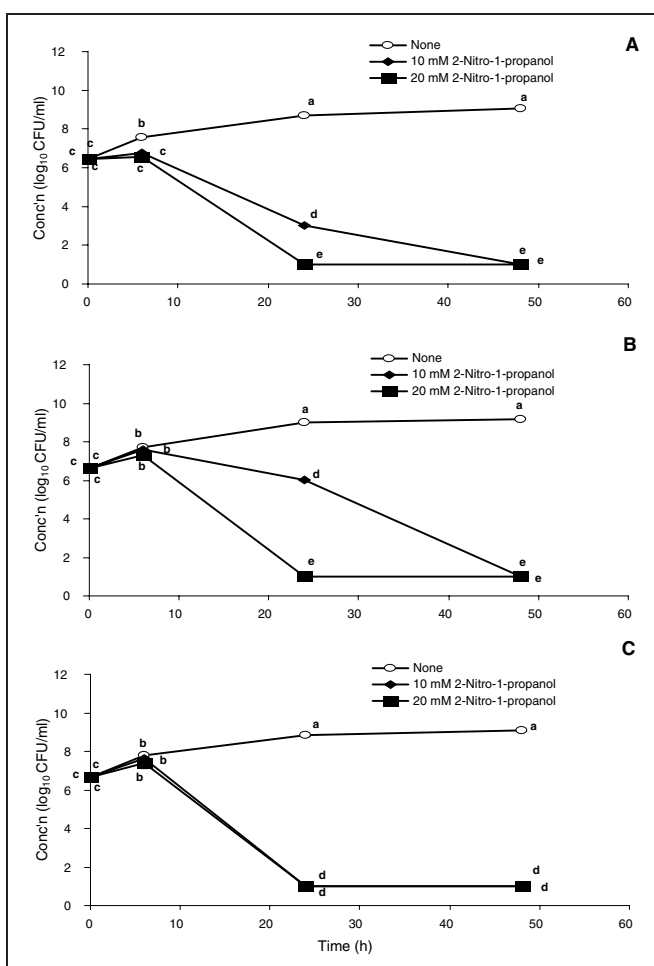 A
None
10 mM 2-Nitro-1-propanol
20 mM 2-Nitro-1-propanol
Conc'n (log10 CFU/ml)
12
10
8
6
4
2
0
c c c b c c a d e a e e
0 10 20 30 40 50 60
B
None
10 mM 2-Nitro-1-propanol
20 mM 2-Nitro-1-propanol
Conc'n (log10 CFU/ml)
12
10
8
6
4
2
0
c c c b b b a d e a e e
0 10 20 30 40 50 60
C
None
10 mM 2-Nitro-1-propanol
20 mM 2-Nitro-1-propanol
Conc'n (log10 CFU/ml)
12
10
8
6
4
2
0
c c c b b b a d d a d d
0 10 20 30 40 50 60
Time (h)